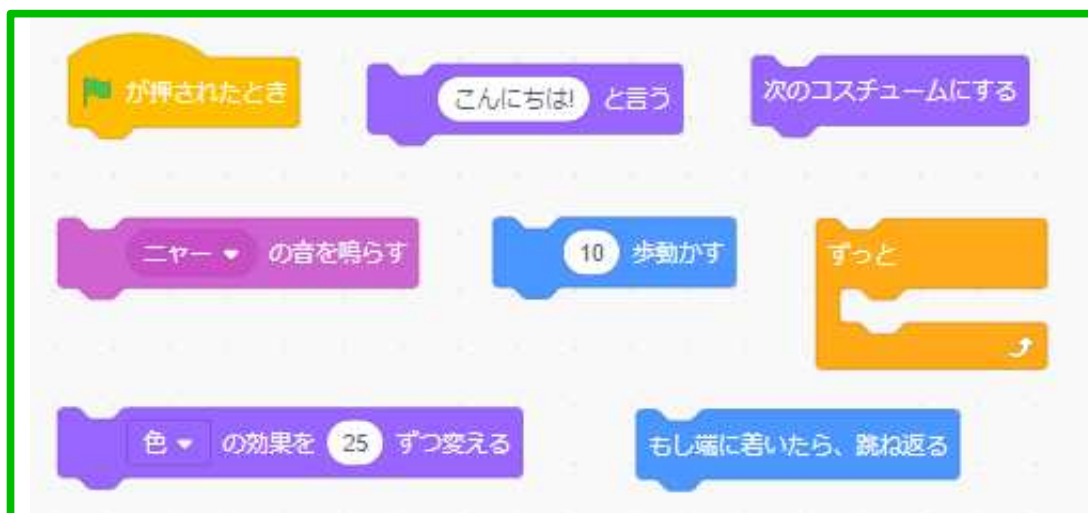 が押されたとき
こんにちは! と言う
次のコスチュームにする
ニャー の音を鳴らす
10 歩動かす
ずっと
色 の効果を 25 ずつ変える
もし端に着いたら、跳ね返る